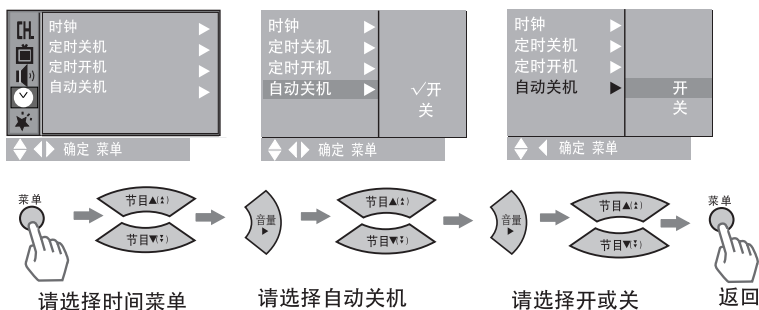 CH.
时钟
定时关机
定时开机
自动关机
确定 菜单
时钟
定时关机
定时开机
自动关机
√开
关
确定 菜单
时钟
定时关机
定时开机
自动关机
开
关
确定 菜单
菜单
节目▲
节目▼
音量
▶
节目▲
节目▼
音量
▶
节目▲
节目▼
菜单
请选择时间菜单
请选择自动关机
请选择开或关
返回